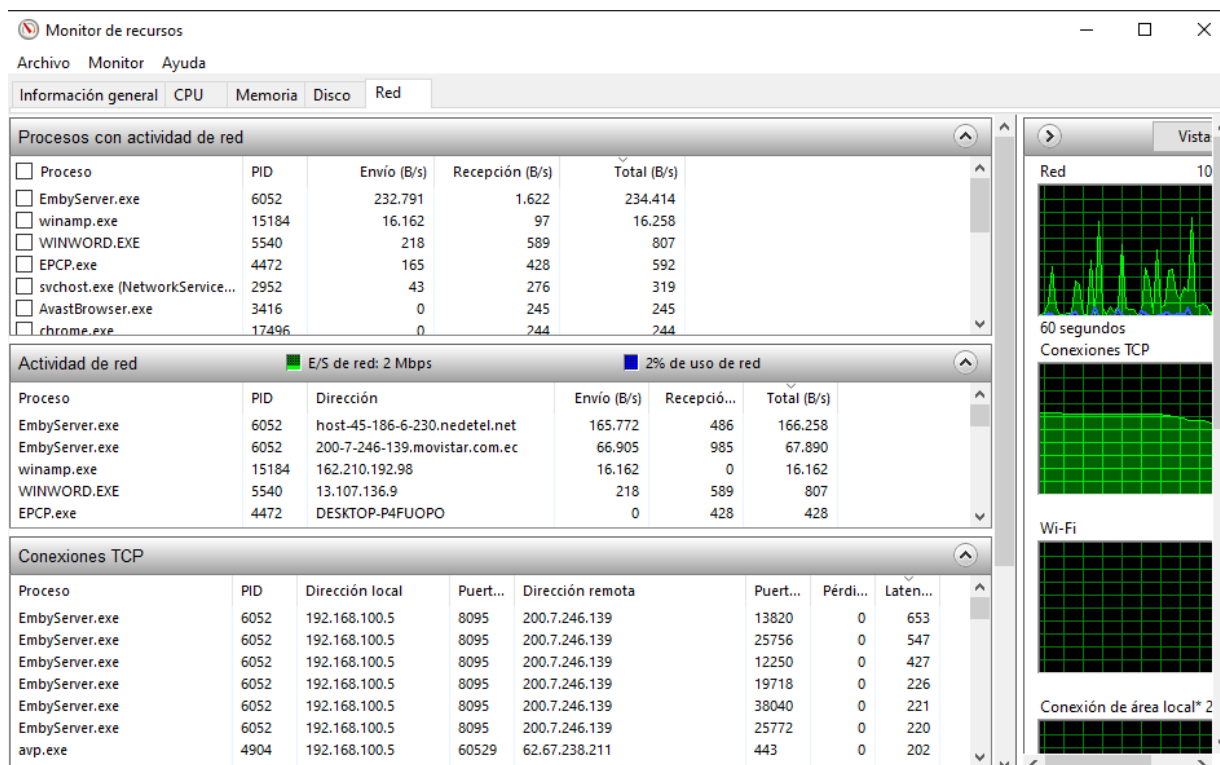 Monitor de recursos
Archivo Monitor Ayuda
Información general CPU Memoria Disco Red
Procesos con actividad de red
Proceso PID Envío (B/s) Recepción (B/s) Total (B/s)
EmbyServer.exe 6052 232.791 1.622 234.414
winamp.exe 15184 16.162 97 16.258
WINWORD.EXE 5540 218 589 807
EPCP.exe 4472 165 428 592
svchost.exe (NetworkService... 2952 43 276 319
AvastBrowser.exe 3416 0 245 245
chrome.exe 17496 0 244 244
Actividad de red E/S de red: 2 Mbps 2% de uso de red
Proceso PID Dirección Envío (B/s) Recepció... Total (B/s)
EmbyServer.exe 6052 host-45-186-6-230.nedetel.net 165.772 486 166.258
EmbyServer.exe 6052 200-7-246-139.movistar.com.ec 66.905 985 67.890
winamp.exe 15184 162.210.192.98 16.162 0 16.162
WINWORD.EXE 5540 13.107.136.9 218 589 807
EPCP.exe 4472 DESKTOP-P4FUOPO 0 428 428
Conexiones TCP
Proceso PID Dirección local Puert... Dirección remota Puert... Pérdi... Laten...
EmbyServer.exe 6052 192.168.100.5 8095 200.7.246.139 13820 0 653
EmbyServer.exe 6052 192.168.100.5 8095 200.7.246.139 25756 0 547
EmbyServer.exe 6052 192.168.100.5 8095 200.7.246.139 12250 0 427
EmbyServer.exe 6052 192.168.100.5 8095 200.7.246.139 19718 0 226
EmbyServer.exe 6052 192.168.100.5 8095 200.7.246.139 38040 0 221
EmbyServer.exe 6052 192.168.100.5 8095 200.7.246.139 25772 0 220
avp.exe 4904 192.168.100.5 60529 62.67.238.211 443 0 202
Vista
Red 10
60 segundos
Conexiones TCP
Wi-Fi
Conexión de área local* 2